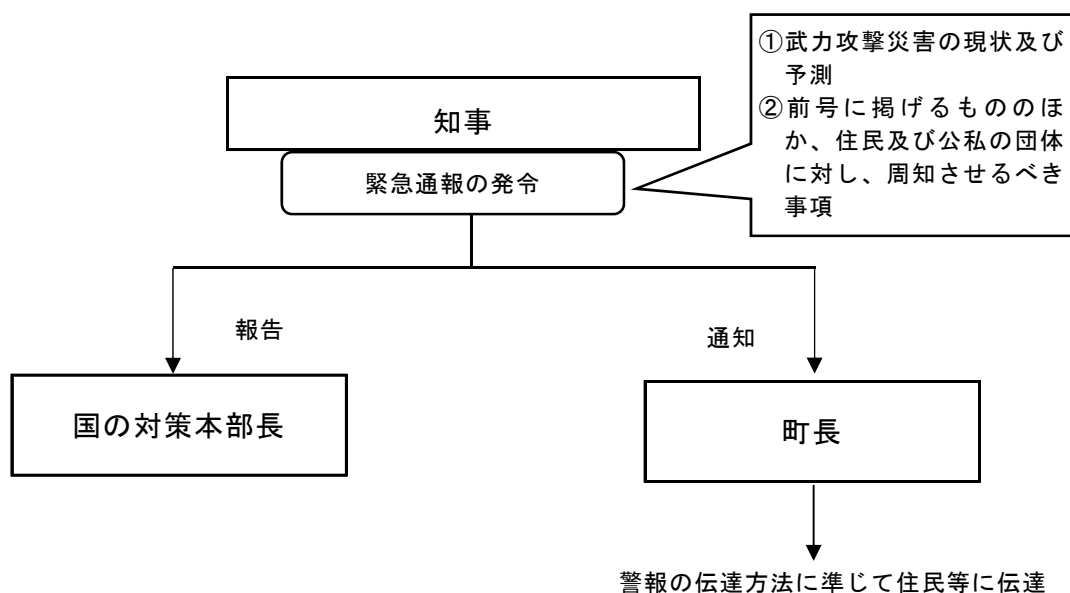 ①武力攻撃災害の現状及び
予測
②前号に掲げるもののほ
か、住民及び公私の団体
に対し、周知させるべき
事項
知事
緊急通報の発令
報告
通知
国の対策本部長
町長
警報の伝達方法に準じて住民等に伝達